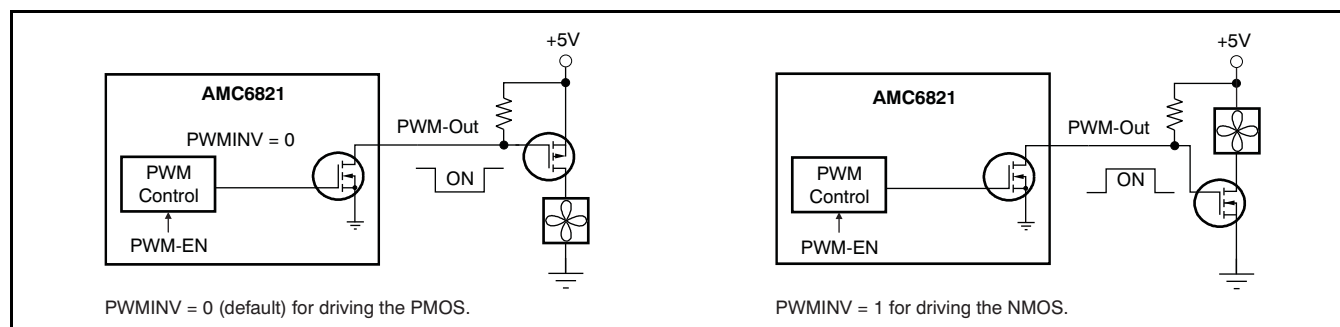 +5V
AMC6821
PWMINV = 0
PWM-Out
PWM
Control
ON
PWM-EN
PWMINV = 0 (default) for driving the PMOS.
+5V
AMC6821
PWM-Out
PWM
Control
ON
PWM-EN
PWMINV = 1 for driving the NMOS.